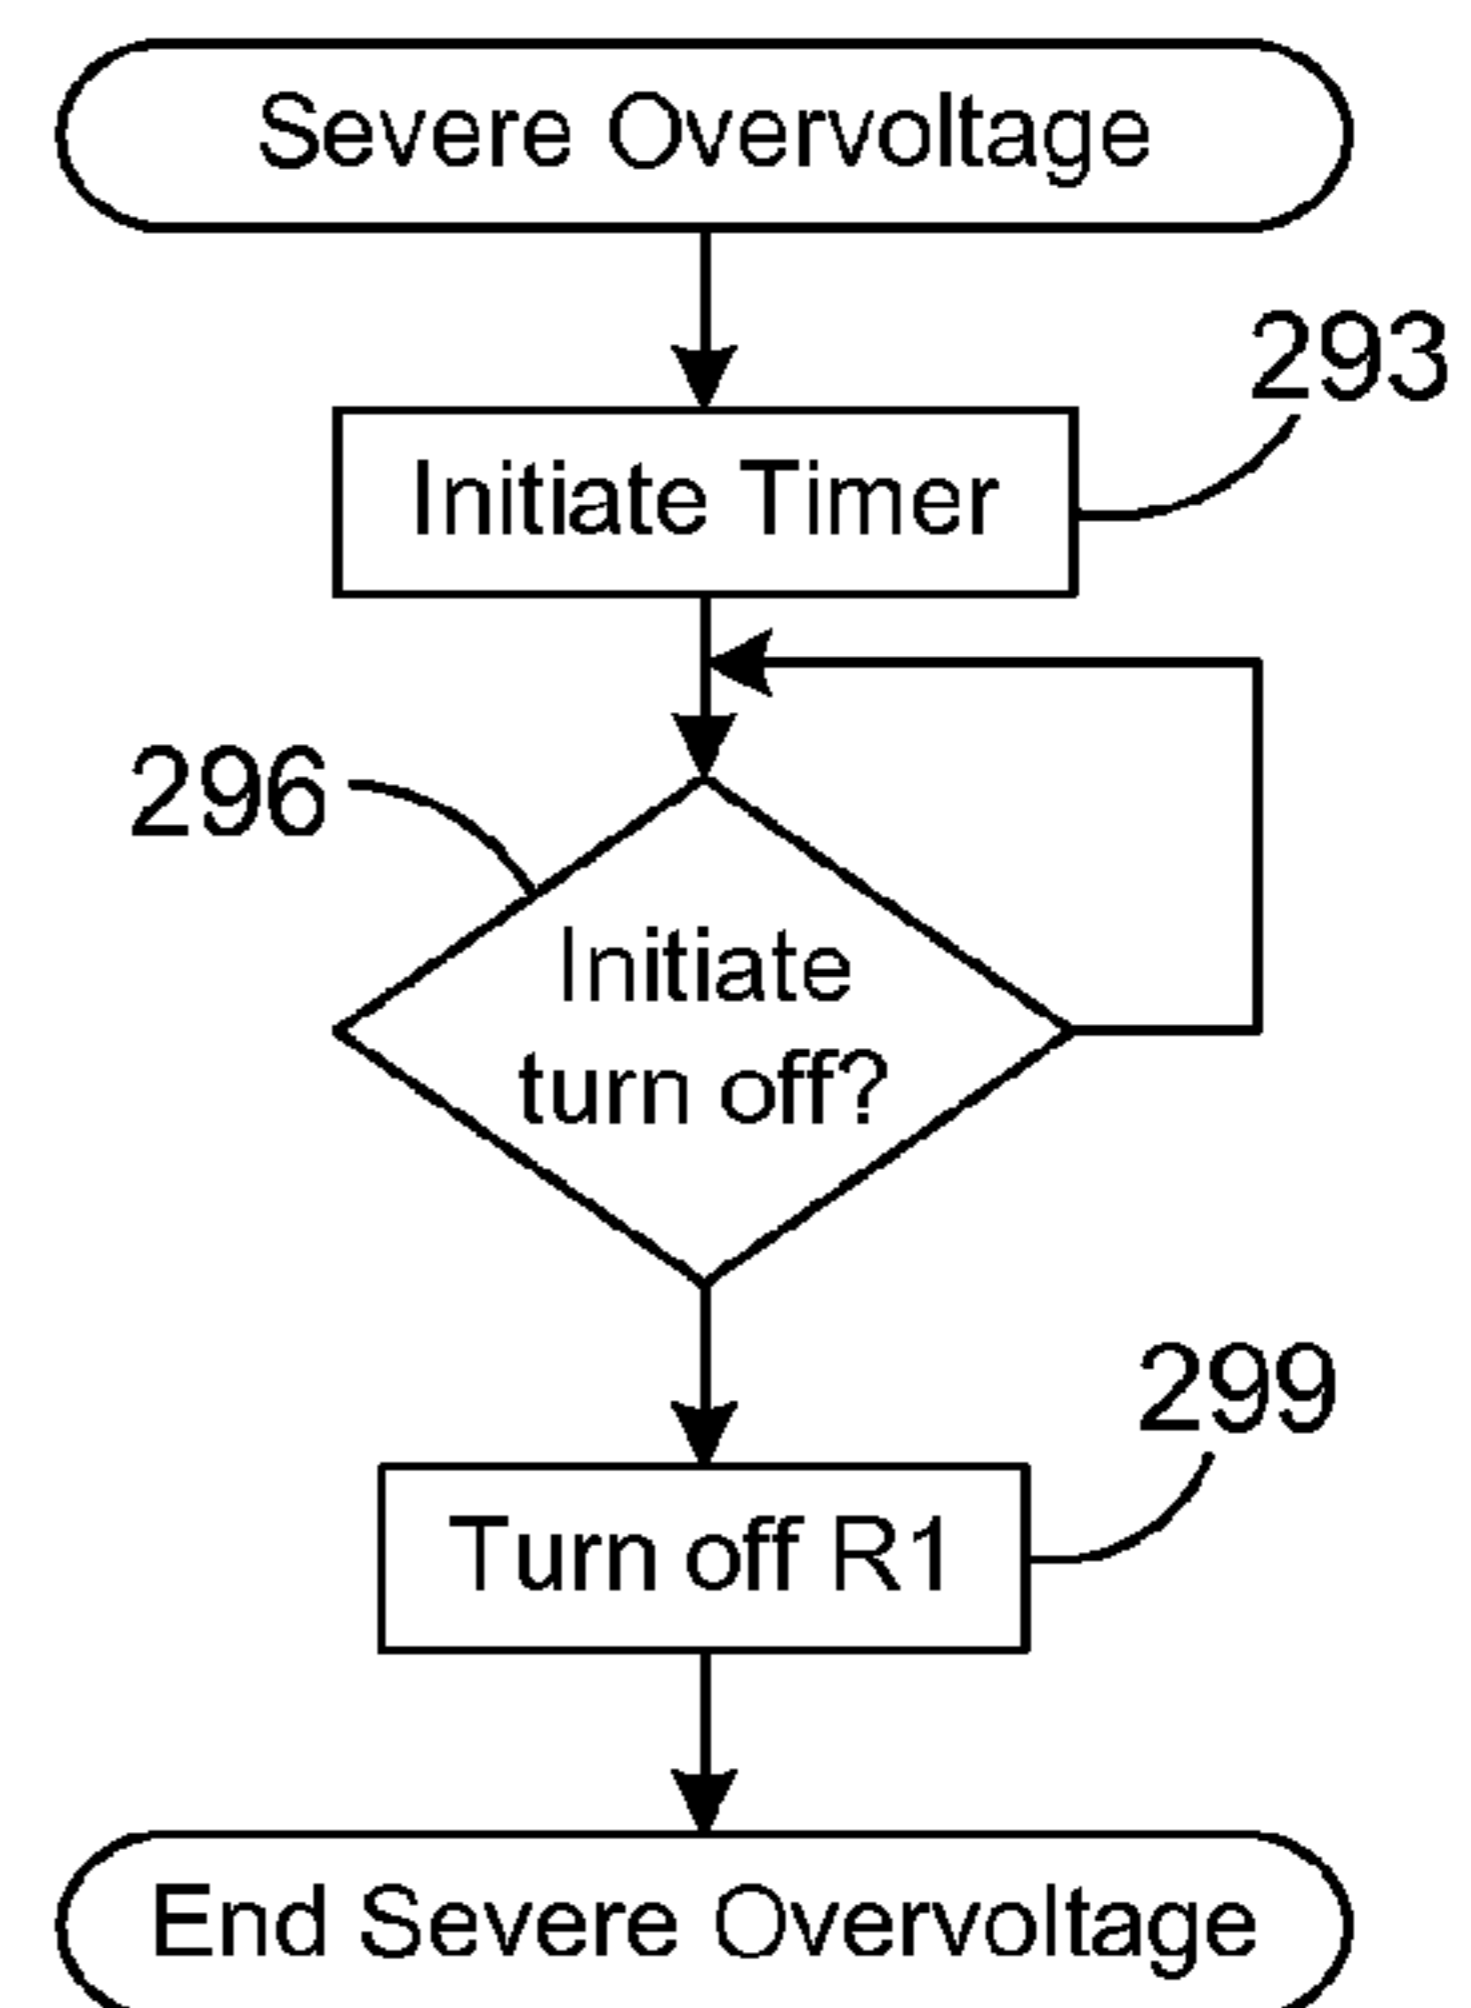 Severe Overvoltage
293
Initiate Timer
296
Initiate
turn off?
299
Turn off R1
End Severe Overvoltage